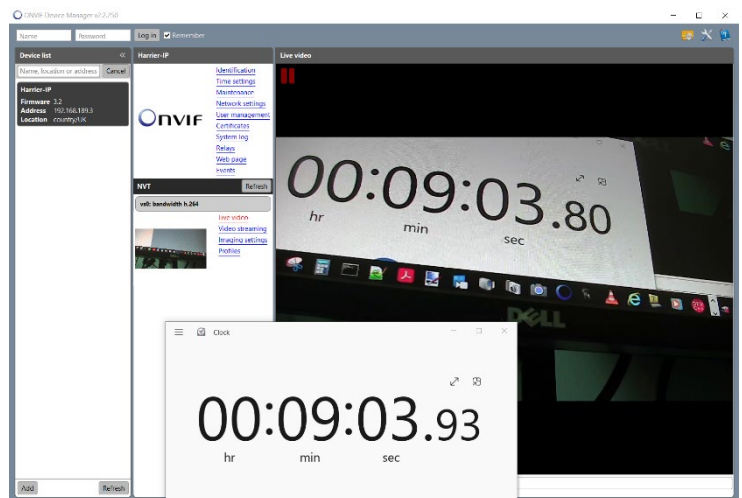 ONVIF Device Manager v2.2.250
Name
Password
Log in
Remember
Device list
Name, location or address
Cancel
Harrier-IP
Firmware 3.2
Address 192.168.189.3
Location country/UK
Add
Refresh
Harrier-IP
ONVIF
Identification
Time settings
Maintenance
Network settings
User management
Certificates
System log
Relays
Web page
Events
NVT
Refresh
vs0: bandwidth h.264
Live video
Video streaming
Imaging settings
Profiles
Live video
00:09:03.80
hr min sec
DELL
Clock
00:09:03.93
hr min sec